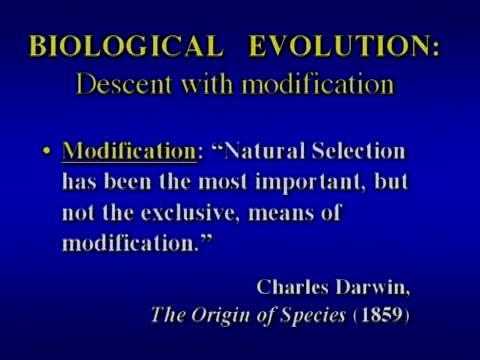 BIOLOGICAL EVOLUTION:
Descent with modification
• Modification: “Natural Selection
has been the most important, but
not the exclusive, means of
modification.”
Charles Darwin,
The Origin of Species (1859)